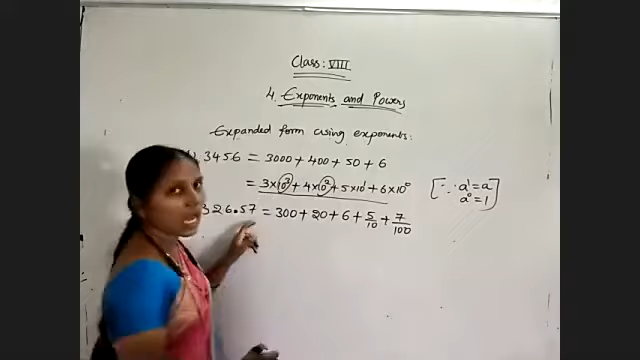 Class: VIII
4. Exponents and Powers
Expanded form using exponents:
3456 = 3000 + 400 + 50 + 6
= 3×10³ + 4×10² + 5×10¹ + 6×10⁰
[∵ a¹ = a
a⁰ = 1]
326.57 = 300 + 20 + 6 + 5/10 + 7/100